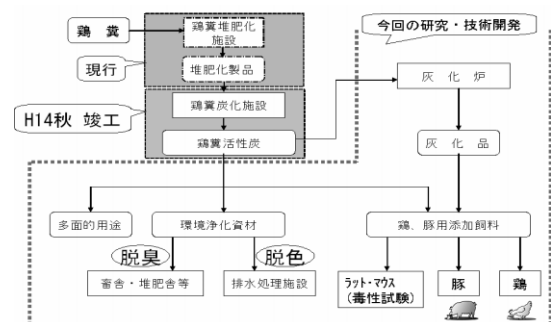 今回の研究・技術開発
鶏 糞
鶏糞堆肥化
施設
現行
堆肥化製品
灰 化 炉
H14秋 竣工
鶏糞炭化施設
鶏糞活性炭
灰 化 品
多面的用途
環境浄化資材
鶏、豚用添加飼料
脱臭
脱色
畜舎・堆肥舎等
排水処理施設
ラット・マウス
(毒性試験)
豚
鶏